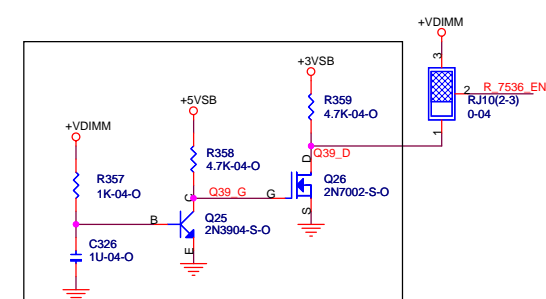 +VDIMM
3
2
R_7536_EN
RJ10(2-3)
0-04
1
+3VSB
R359
4.7K-04-O
+5VSB
Q39_D
D
+VDIMM
R358
4.7K-04-O
R357
1K-04-O
C
Q39_G
G
Q26
2N7002-S-O
S
B
Q25
2N3904-S-O
E
C326
1U-04-O